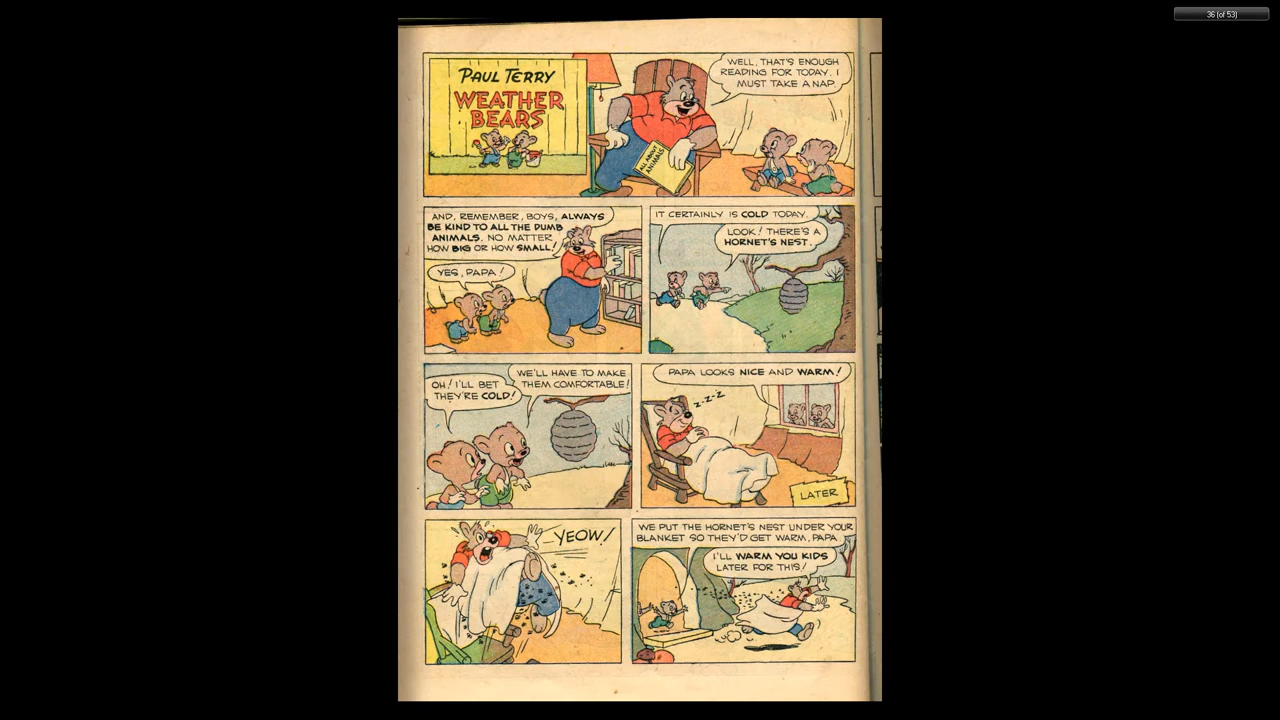 36 (of 53)
PAUL TERRY
WEATHER
BEARS
WELL, THAT'S ENOUGH
READING FOR TODAY. I
MUST TAKE A NAP.
ALL ABOUT
ANIMALS
AND, REMEMBER, BOYS, ALWAYS
BE KIND TO ALL THE DUMB
ANIMALS. NO MATTER
HOW BIG OR HOW SMALL!
YES, PAPA!
IT CERTAINLY IS COLD TODAY.
LOOK! THERE'S A
HORNET'S NEST.
OH! I'LL BET
THEY'RE COLD!
WE'LL HAVE TO MAKE
THEM COMFORTABLE!
PAPA LOOKS NICE AND WARM!
Z-Z-Z
LATER
YEOW!
WE PUT THE HORNET'S NEST UNDER YOUR
BLANKET SO THEY'D GET WARM, PAPA.
I'LL WARM YOU KIDS
LATER FOR THIS!